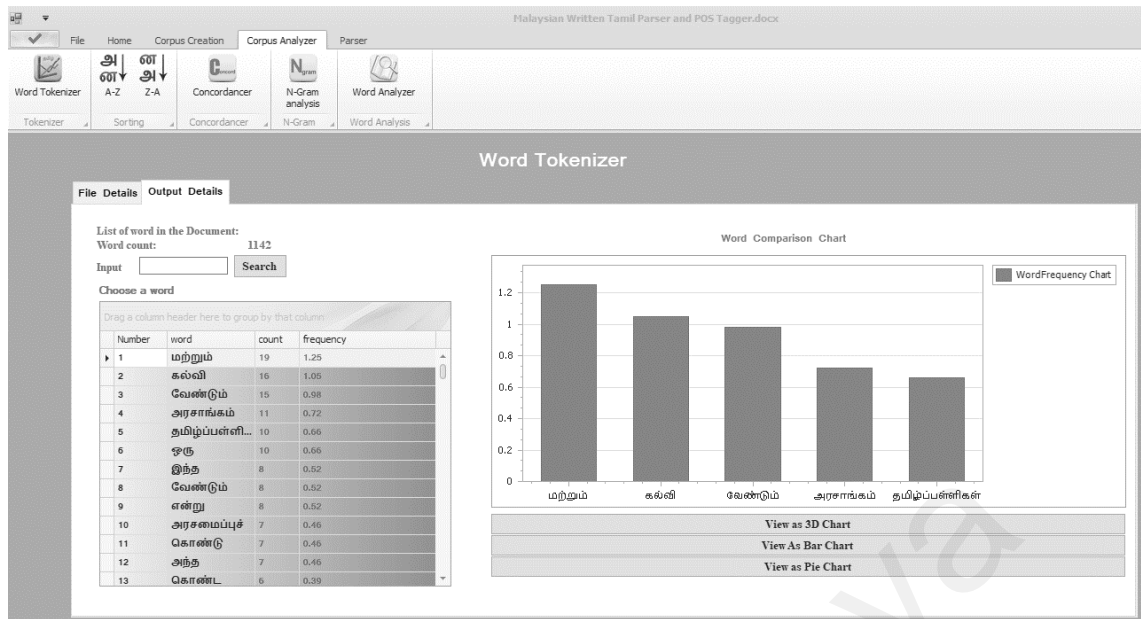 Malaysian Written Tamil Parser and POS Tagger.docx
File Home Corpus Creation Corpus Analyzer Parser
அ
ன
ன
அ
Concordant
Ngram
Word Tokenizer A-Z Z-A Concordancer N-Gram analysis Word Analyzer
Tokenizer Sorting Concordancer N-Gram Word Analysis
Word Tokenizer
File Details Output Details
List of word in the Document:
Word count: 1142
Input Search
Choose a word
Drag a column header here to group by that column
Number word count frequency
1 மற்றும் 19 1.25
2 கல்வி 16 1.05
3 வேண்டும் 15 0.98
4 அரசாங்கம் 11 0.72
5 தமிழ்ப்பள்ளி... 10 0.66
6 ஒரு 10 0.66
7 இந்த 8 0.52
8 வேண்டும் 8 0.52
9 என்று 8 0.52
10 அரசமைப்புச் 7 0.46
11 கொண்டு 7 0.46
12 அந்த 7 0.46
13 கொண்ட 6 0.39
Word Comparison Chart
WordFrequency Chart
1.2
1
0.8
0.6
0.4
0.2
0
மற்றும் கல்வி வேண்டும் அரசாங்கம் தமிழ்ப்பள்ளிகள்
View as 3D Chart
View As Bar Chart
View as Pie Chart
ya